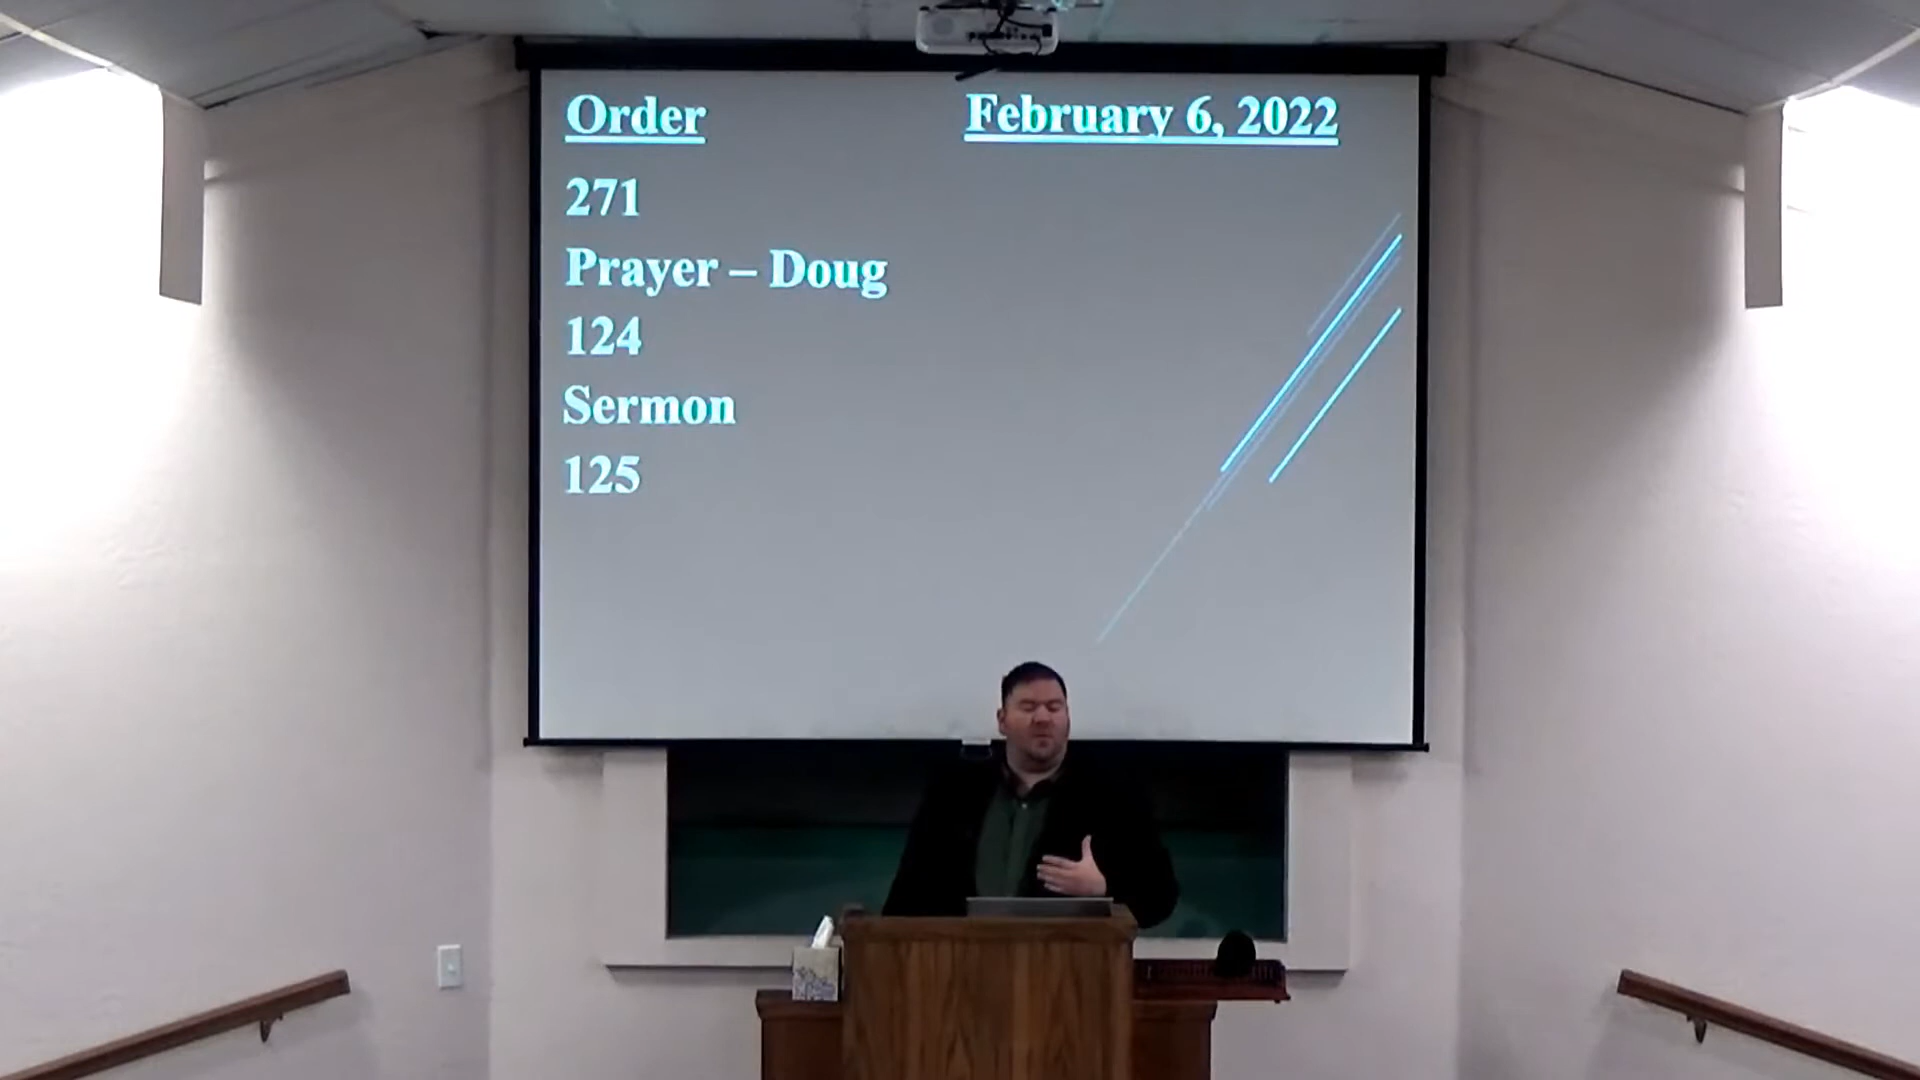 Order February 6, 2022
271
Prayer – Doug
124
Sermon
125